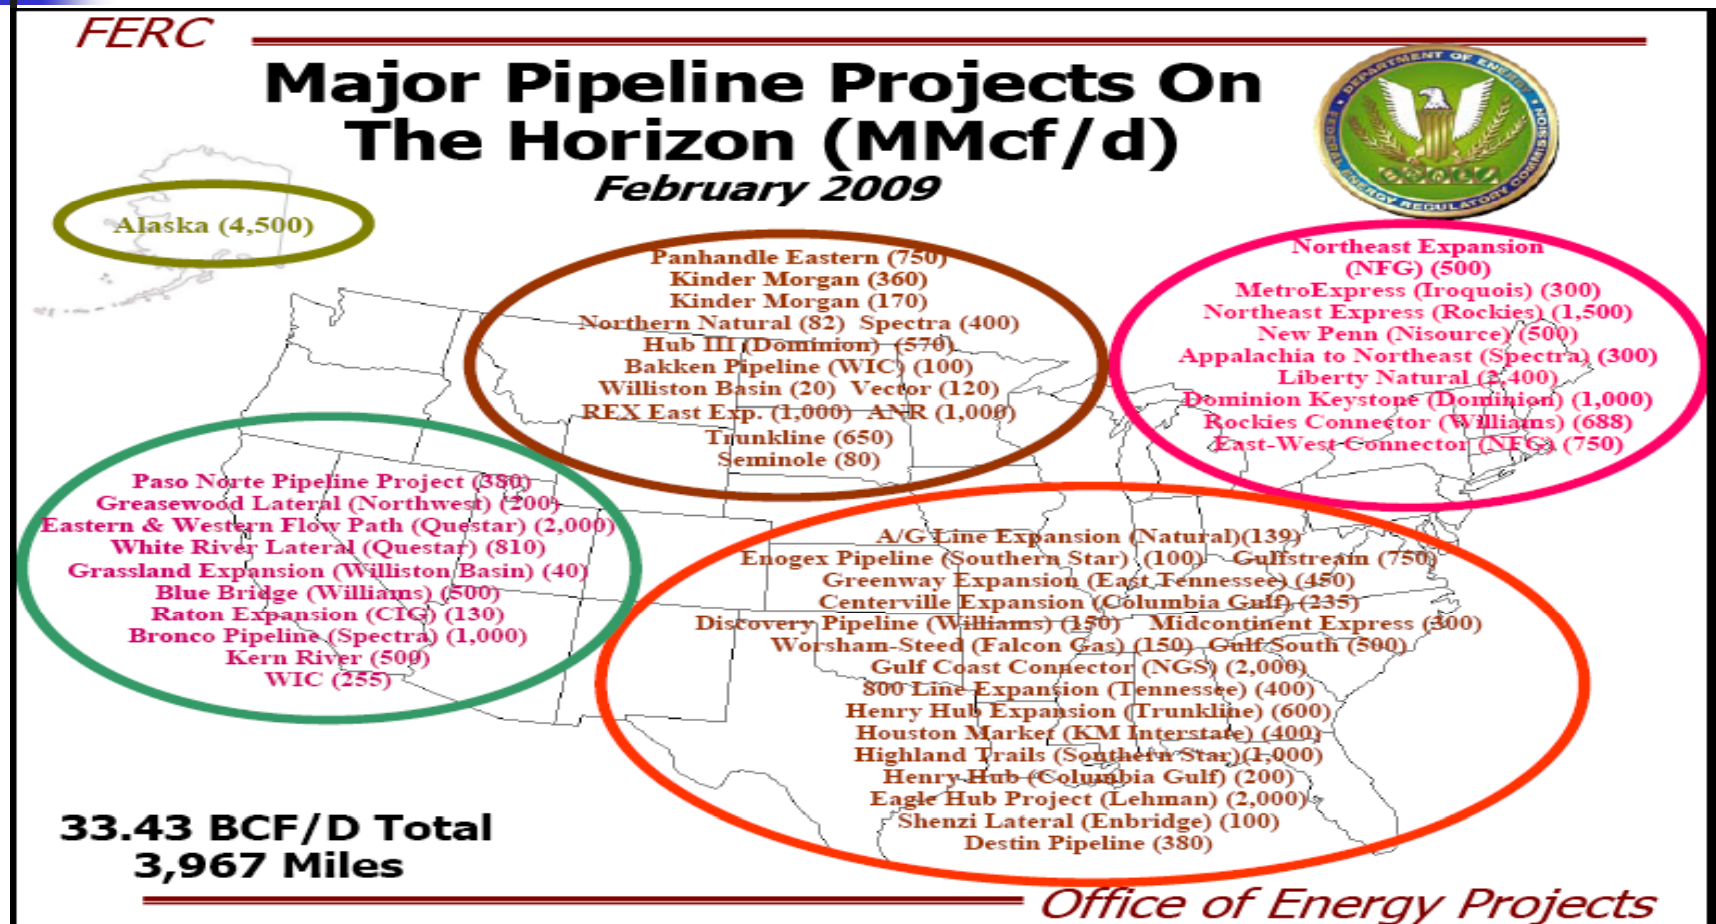 FERC
Major Pipeline Projects On
The Horizon (MMcf/d)
February 2009
DEPARTMENT OF ENERGY
FEDERAL ENERGY REGULATORY COMMISSION
Alaska (4,500)
Panhandle Eastern (750)
Kinder Morgan (360)
Kinder Morgan (170)
Northern Natural (82) Spectra (400)
Hub III (Dominion) (570)
Bakken Pipeline (WIC) (100)
Williston Basin (20) Vector (120)
REX East Exp. (1,000) ANR (1,000)
Trunkline (650)
Seminole (80)
Northeast Expansion
(NFG) (500)
MetroExpress (Iroquois) (300)
Northeast Express (Rockies) (1,500)
New Penn (Nisource) (500)
Appalachia to Northeast (Spectra) (300)
Liberty Natural (2,400)
Dominion Keystone (Dominion) (1,000)
Rockies Connector (Williams) (688)
East-West Connector (NFG) (750)
Paso Norte Pipeline Project (380)
Greasewood Lateral (Northwest) (200)
Eastern & Western Flow Path (Questar) (2,000)
White River Lateral (Questar) (810)
Grassland Expansion (Williston Basin) (40)
Blue Bridge (Williams) (500)
Raton Expansion (CIG) (130)
Bronco Pipeline (Spectra) (1,000)
Kern River (500)
WIC (255)
A/G Line Expansion (Natural)(139)
Enogex Pipeline (Southern Star) (100) Gulfstream (750)
Greenway Expansion (East Tennessee) (450)
Centerville Expansion (Columbia Gulf) (235)
Discovery Pipeline (Williams) (150) Midcontinent Express (300)
Worsham-Steed (Falcon Gas) (150) Gulf South (500)
Gulf Coast Connector (NGS) (2,000)
800 Line Expansion (Tennessee) (400)
Henry Hub Expansion (Trunkline) (600)
Houston Market (KM Interstate) (400)
Highland Trails (Southern Star)(1,000)
Henry Hub (Columbia Gulf) (200)
Eagle Hub Project (Lehman) (2,000)
Shenzi Lateral (Enbridge) (100)
Destin Pipeline (380)
33.43 BCF/D Total
3,967 Miles
Office of Energy Projects